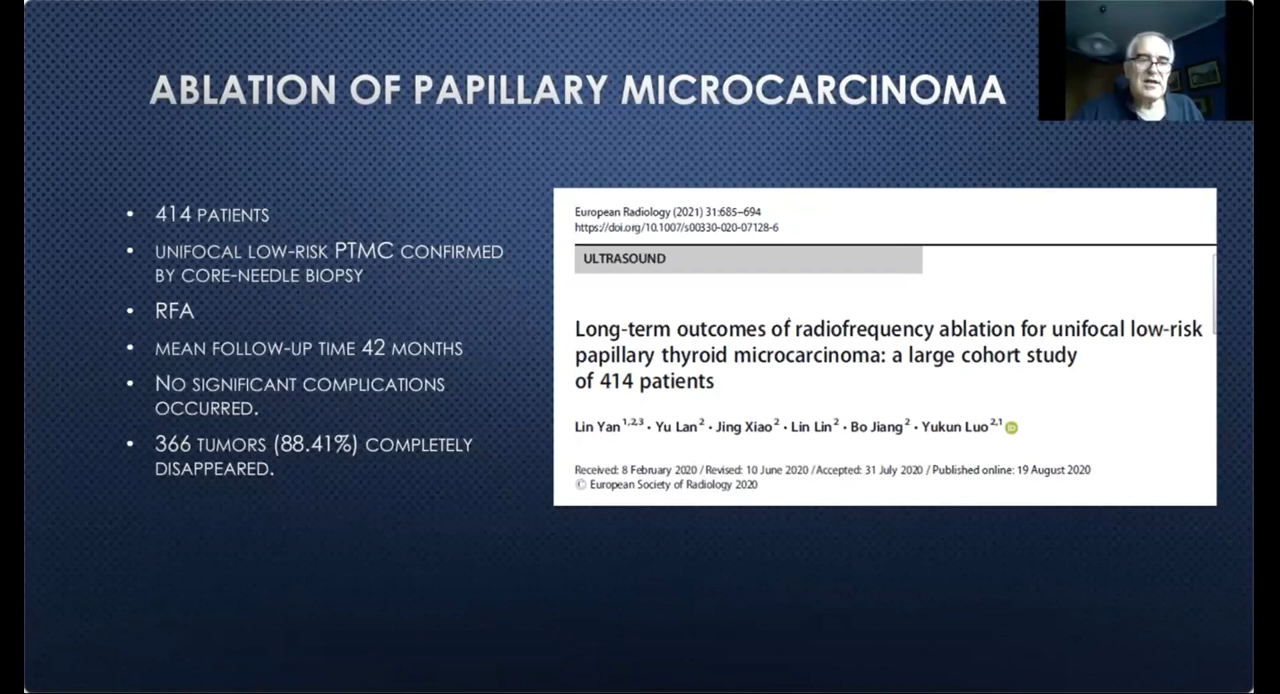 ABLATION OF PAPILLARY MICROCARCINOMA
• 414 PATIENTS
• UNIFOCAL LOW-RISK PTMC CONFIRMED
BY CORE-NEEDLE BIOPSY
• RFA
• MEAN FOLLOW-UP TIME 42 MONTHS
• NO SIGNIFICANT COMPLICATIONS
OCCURRED.
• 366 TUMORS (88.41%) COMPLETELY
DISAPPEARED.
European Radiology (2021) 31:685–694
https://doi.org/10.1007/s00330-020-07128-6
ULTRASOUND
Long-term outcomes of radiofrequency ablation for unifocal low-risk
papillary thyroid microcarcinoma: a large cohort study
of 414 patients
Lin Yan 1,2,3 · Yu Lan 2 · Jing Xiao 2 · Lin Lin 2 · Bo Jiang 2 · Yukun Luo 2,1 iD
Received: 8 February 2020 / Revised: 10 June 2020 / Accepted: 31 July 2020 / Published online: 19 August 2020
© European Society of Radiology 2020